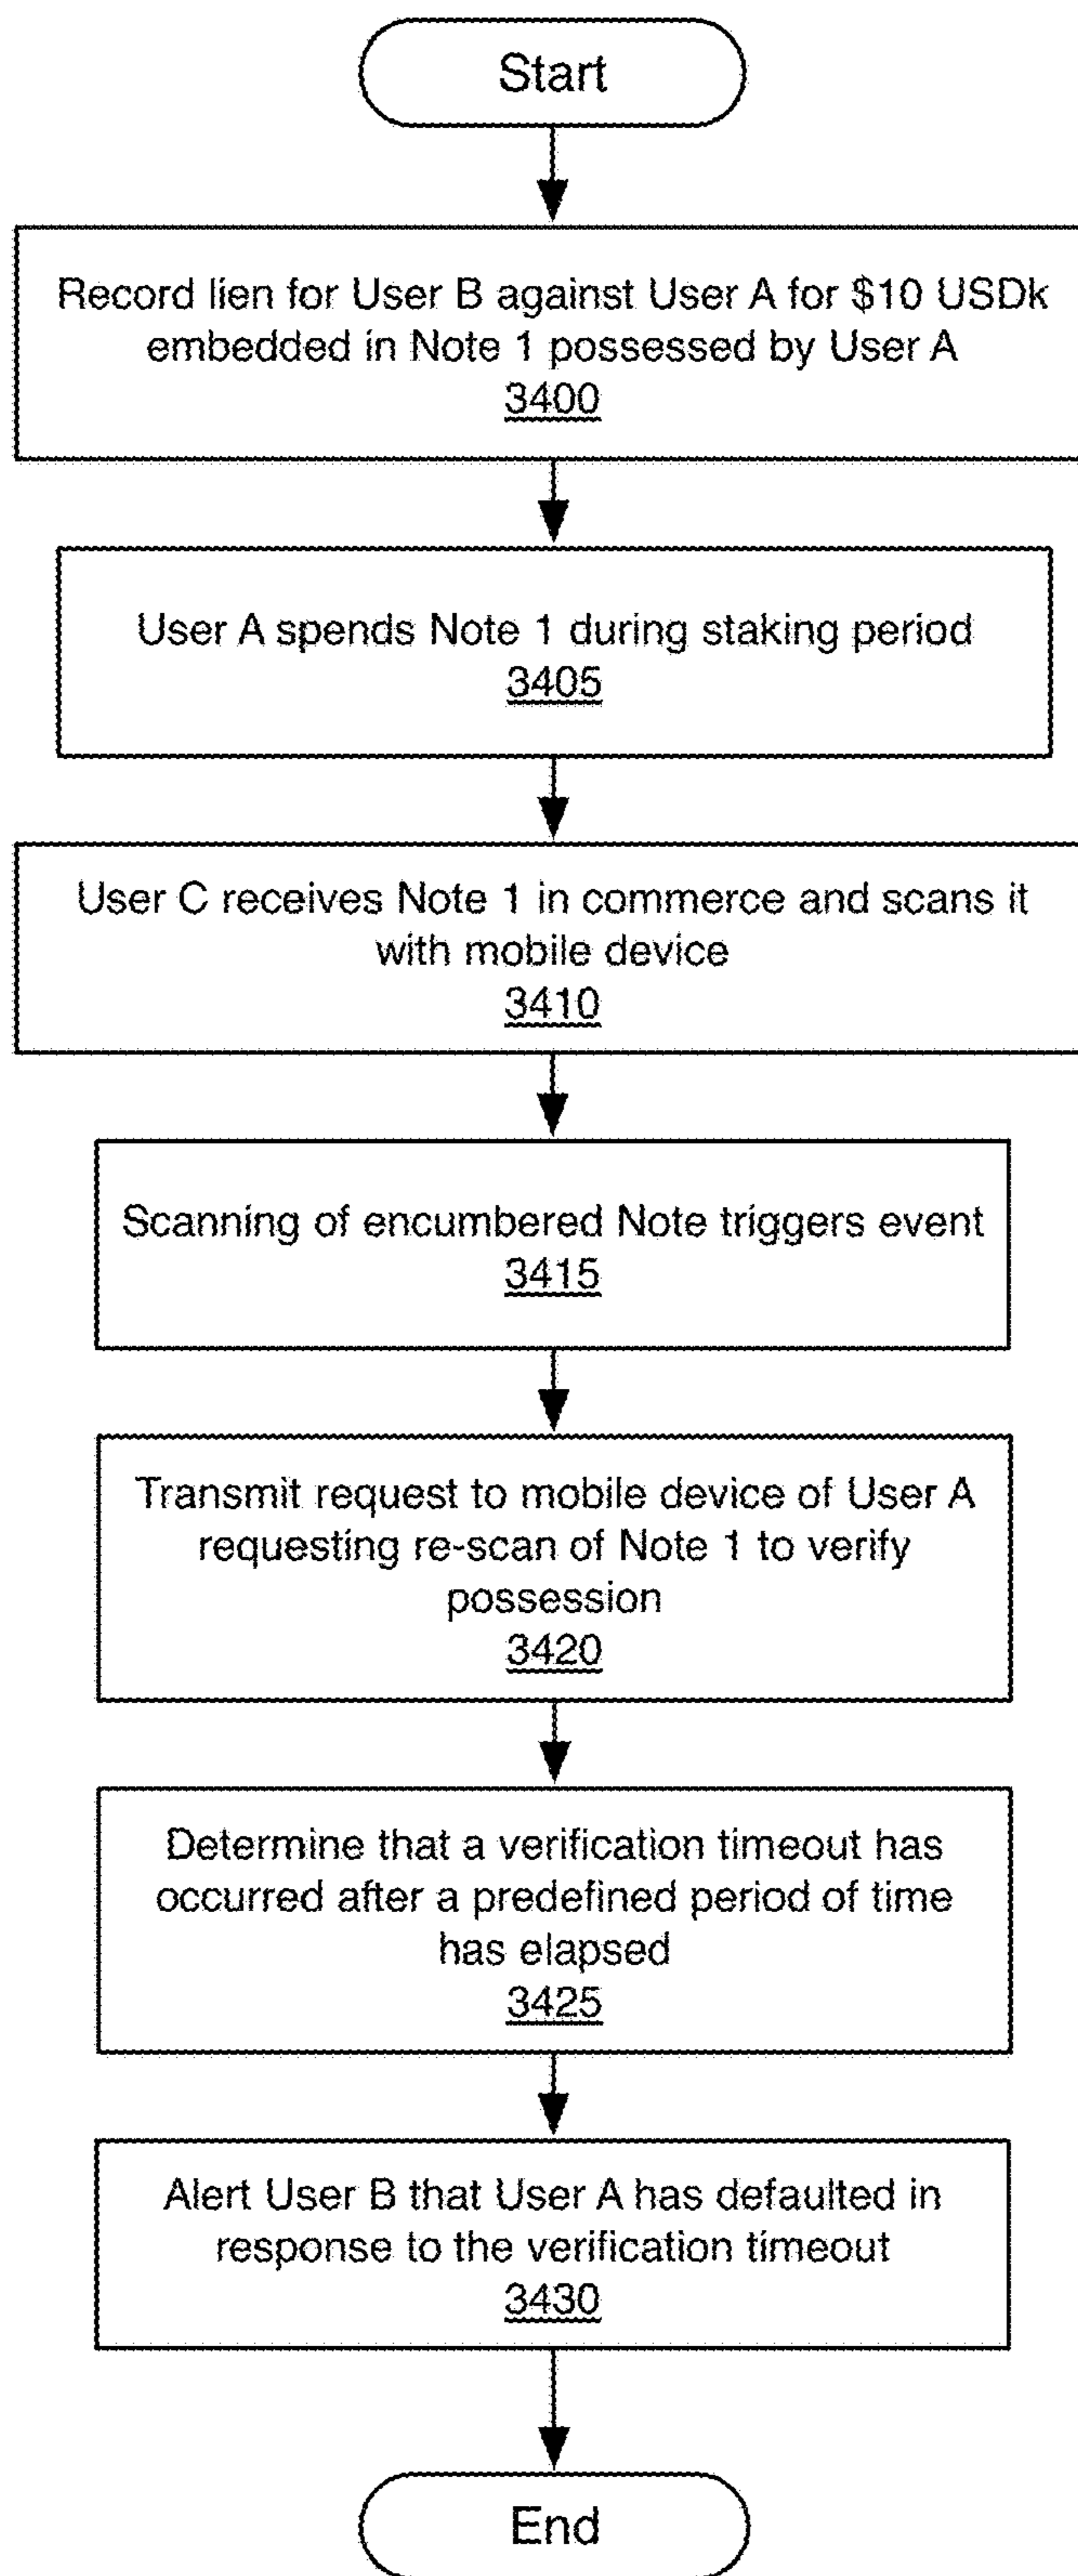 Start
Record lien for User B against User A for $10 USDk
embedded in Note 1 possessed by User A
3400
User A spends Note 1 during staking period
3405
User C receives Note 1 in commerce and scans it
with mobile device
3410
Scanning of encumbered Note triggers event
3415
Transmit request to mobile device of User A
requesting re-scan of Note 1 to verify
possession
3420
Determine that a verification timeout has
occurred after a predefined period of time
has elapsed
3425
Alert User B that User A has defaulted in
response to the verification timeout
3430
End